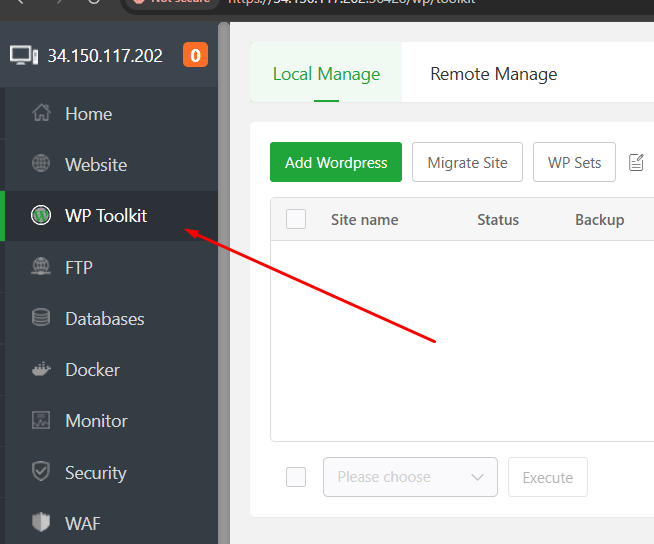 Not secure https://34.150.117.202:36426/wp/toolkit
34.150.117.202 0
Local Manage Remote Manage
Home
Website
WP Toolkit
FTP
Databases
Docker
Monitor
Security
WAF
Add Wordpress Migrate Site WP Sets
Site name Status Backup
Please choose Execute